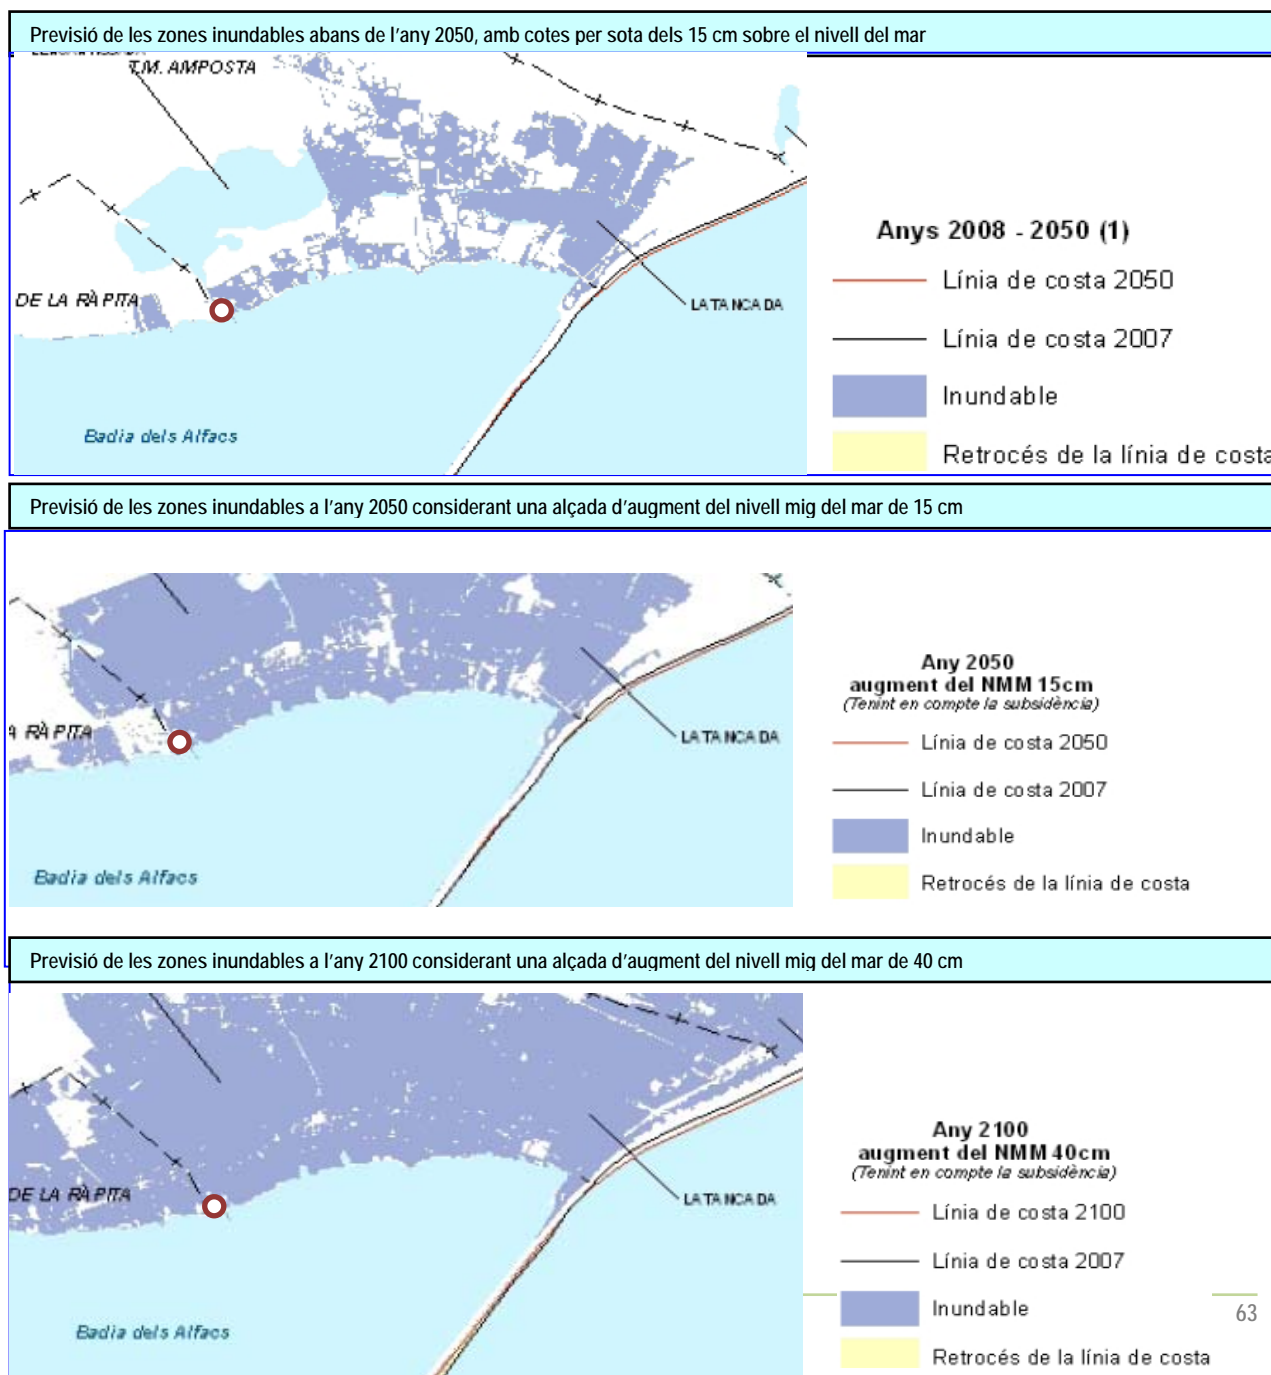 Previsió de les zones inundables abans de l'any 2050, amb cotes per sota dels 15 cm sobre el nivell del mar
T.M. AMPOSTA
DE LA RÀPITA
LA TANCADA
Badia dels Alfacs
Anys 2008 - 2050 (1)
Línia de costa 2050
Línia de costa 2007
Inundable
Retrocés de la línia de costa
Previsió de les zones inundables a l'any 2050 considerant una alçada d'augment del nivell mig del mar de 15 cm
A RÀPITA
LA TANCADA
Badia dels Alfacs
Any 2050
augment del NMM 15cm
(Tenint en compte la subsidència)
Línia de costa 2050
Línia de costa 2007
Inundable
Retrocés de la línia de costa
Previsió de les zones inundables a l'any 2100 considerant una alçada d'augment del nivell mig del mar de 40 cm
DE LA RÀPITA
LA TANCADA
Badia dels Alfacs
Any 2100
augment del NMM 40cm
(Tenint en compte la subsidència)
Línia de costa 2100
Línia de costa 2007
Inundable
Retrocés de la línia de costa
63